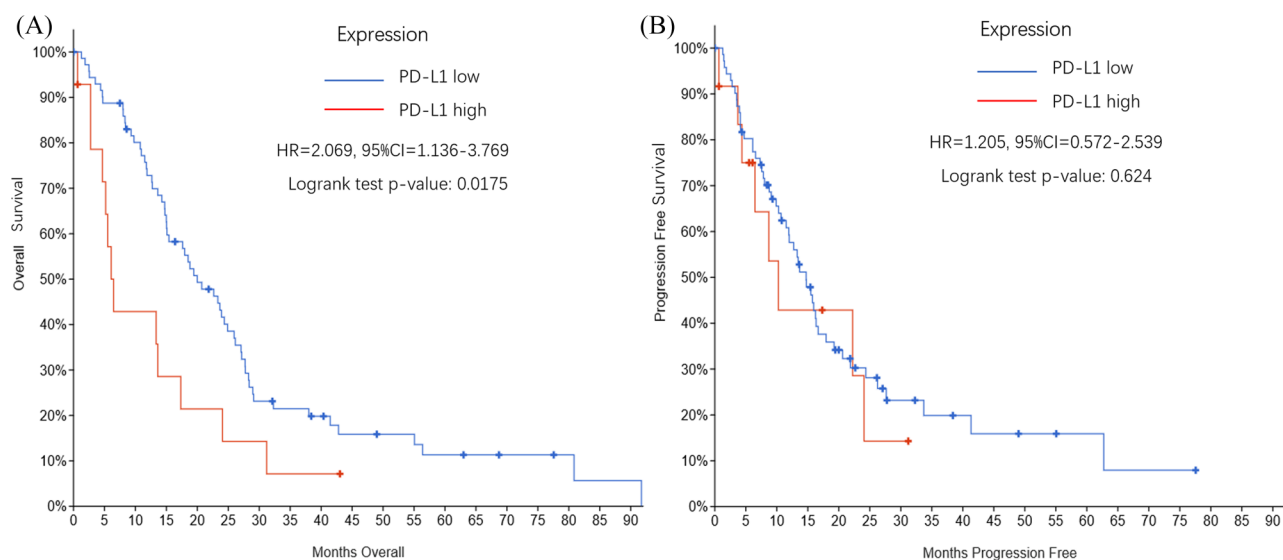 (A)
Expression
PD-L1 low
PD-L1 high
HR=2.069, 95%CI=1.136-3.769
Logrank test p-value: 0.0175
Overall Survival
100%
90%
80%
70%
60%
50%
40%
30%
20%
10%
0%
0 5 10 15 20 25 30 35 40 45 50 55 60 65 70 75 80 85 90
Months Overall
(B)
Expression
PD-L1 low
PD-L1 high
HR=1.205, 95%CI=0.572-2.539
Logrank test p-value: 0.624
Progression Free Survival
100%
90%
80%
70%
60%
50%
40%
30%
20%
10%
0%
0 5 10 15 20 25 30 35 40 45 50 55 60 65 70 75 80 85 90
Months Progression Free